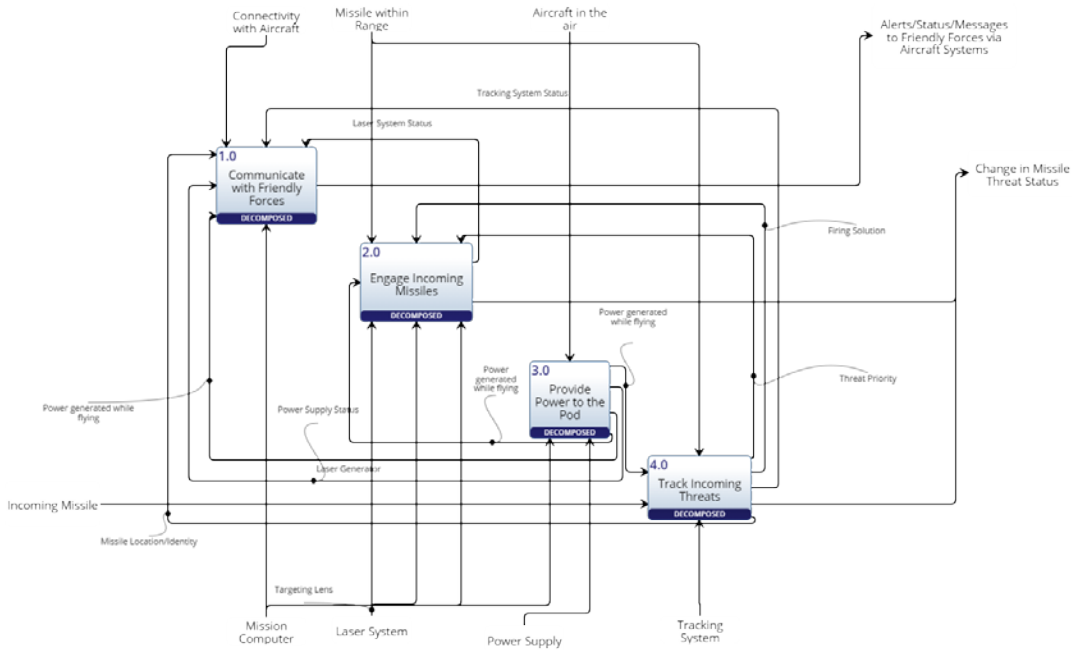 Connectivity
with Aircraft
Missile within
Range
Aircraft in the
air
Alerts/Status/Messages
to Friendly Forces via
Aircraft Systems
Tracking System Status
Laser System Status
1.0
Communicate
with Friendly
Forces
DECOMPOSED
Change in Missile
Threat Status
Firing Solution
2.0
Engage Incoming
Missiles
DECOMPOSED
Power generated
while flying
3.0
Provide
Power to the
Pod
DECOMPOSED
Power
generated
while flying
Threat Priority
Power generated while
flying
Power Supply Status
Laser Generator
4.0
Track Incoming
Threats
DECOMPOSED
Incoming Missile
Missile Location/Identity
Targeting Lens
Mission
Computer
Laser System
Power Supply
Tracking
System